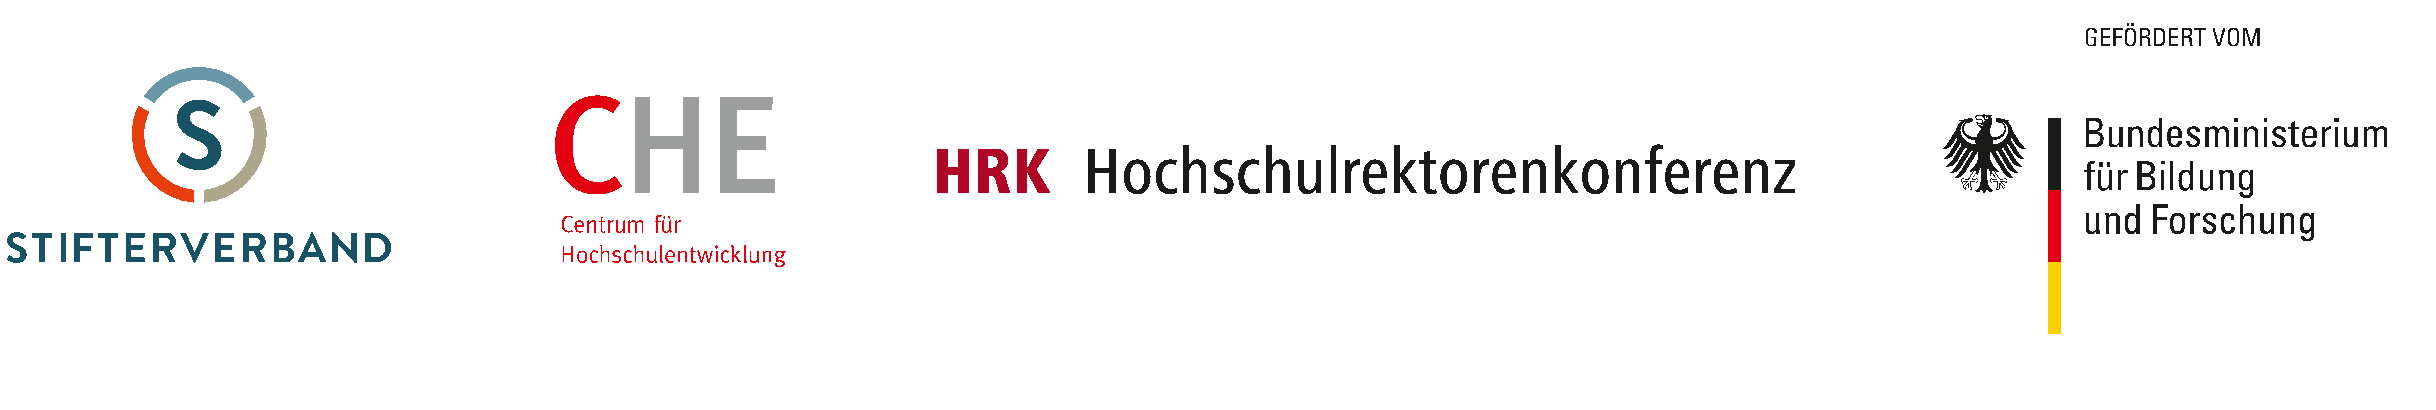 S
STIFTERVERBAND
CHE
Centrum für
Hochschulentwicklung
HRK Hochschulrektorenkonferenz
GEFÖRDERT VOM
Bundesministerium
für Bildung
und Forschung